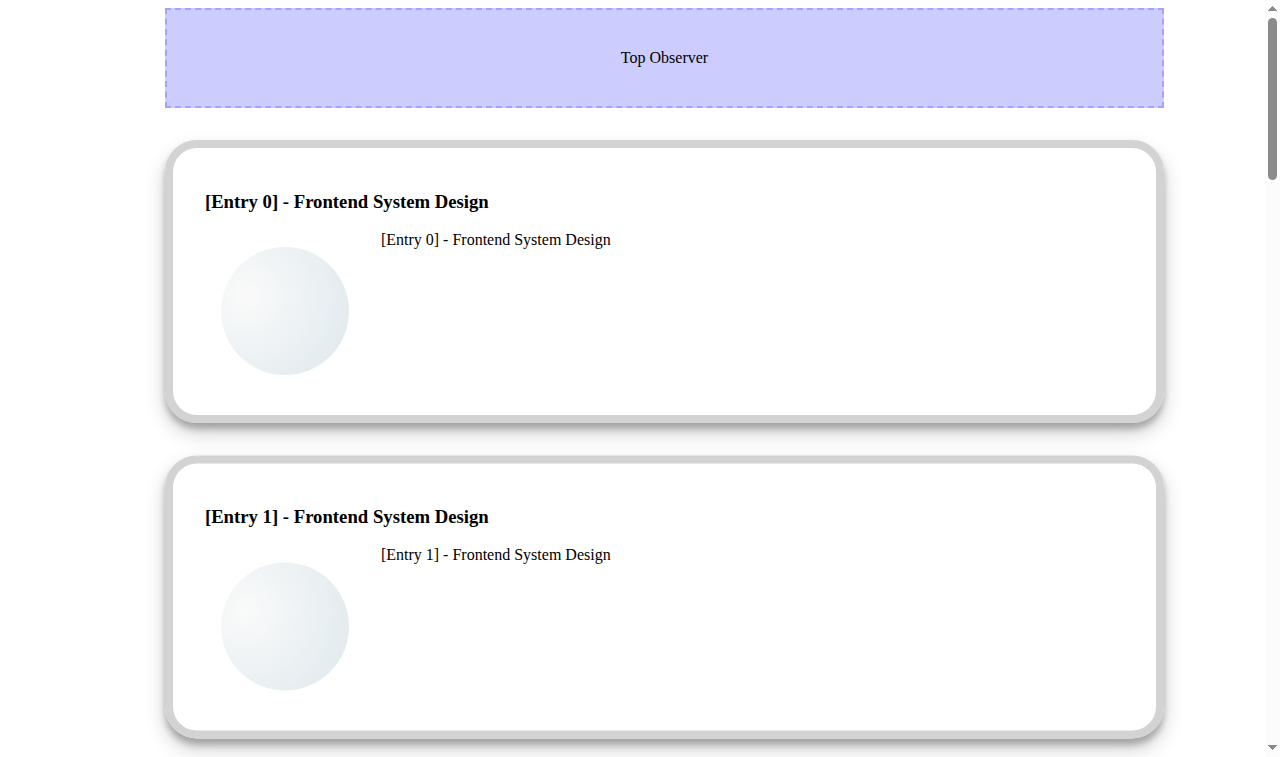 Top Observer
[Entry 0] - Frontend System Design
[Entry 0] - Frontend System Design
[Entry 1] - Frontend System Design
[Entry 1] - Frontend System Design